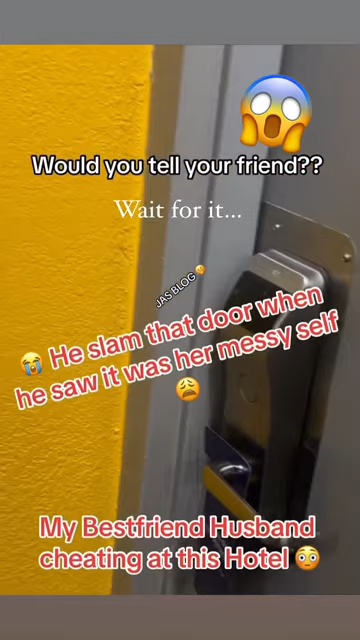 Would you tell your friend??
Wait for it...
JAS BLOG🤕
😭 He slam that door when
he saw it was her messy self
😩
My Bestfriend Husband
cheating at this Hotel 😳